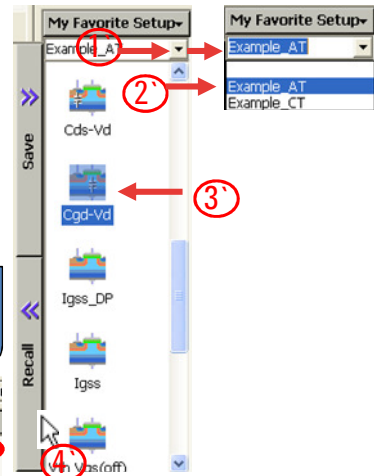 My Favorite Setup
Example_AT
1`
2`
Save
Cds-Vd
Cgd-Vd
3`
Igss_DP
Recall
Igss
4`
Vgs(off)
My Favorite Setup
Example_AT
Example_AT
Example_CT